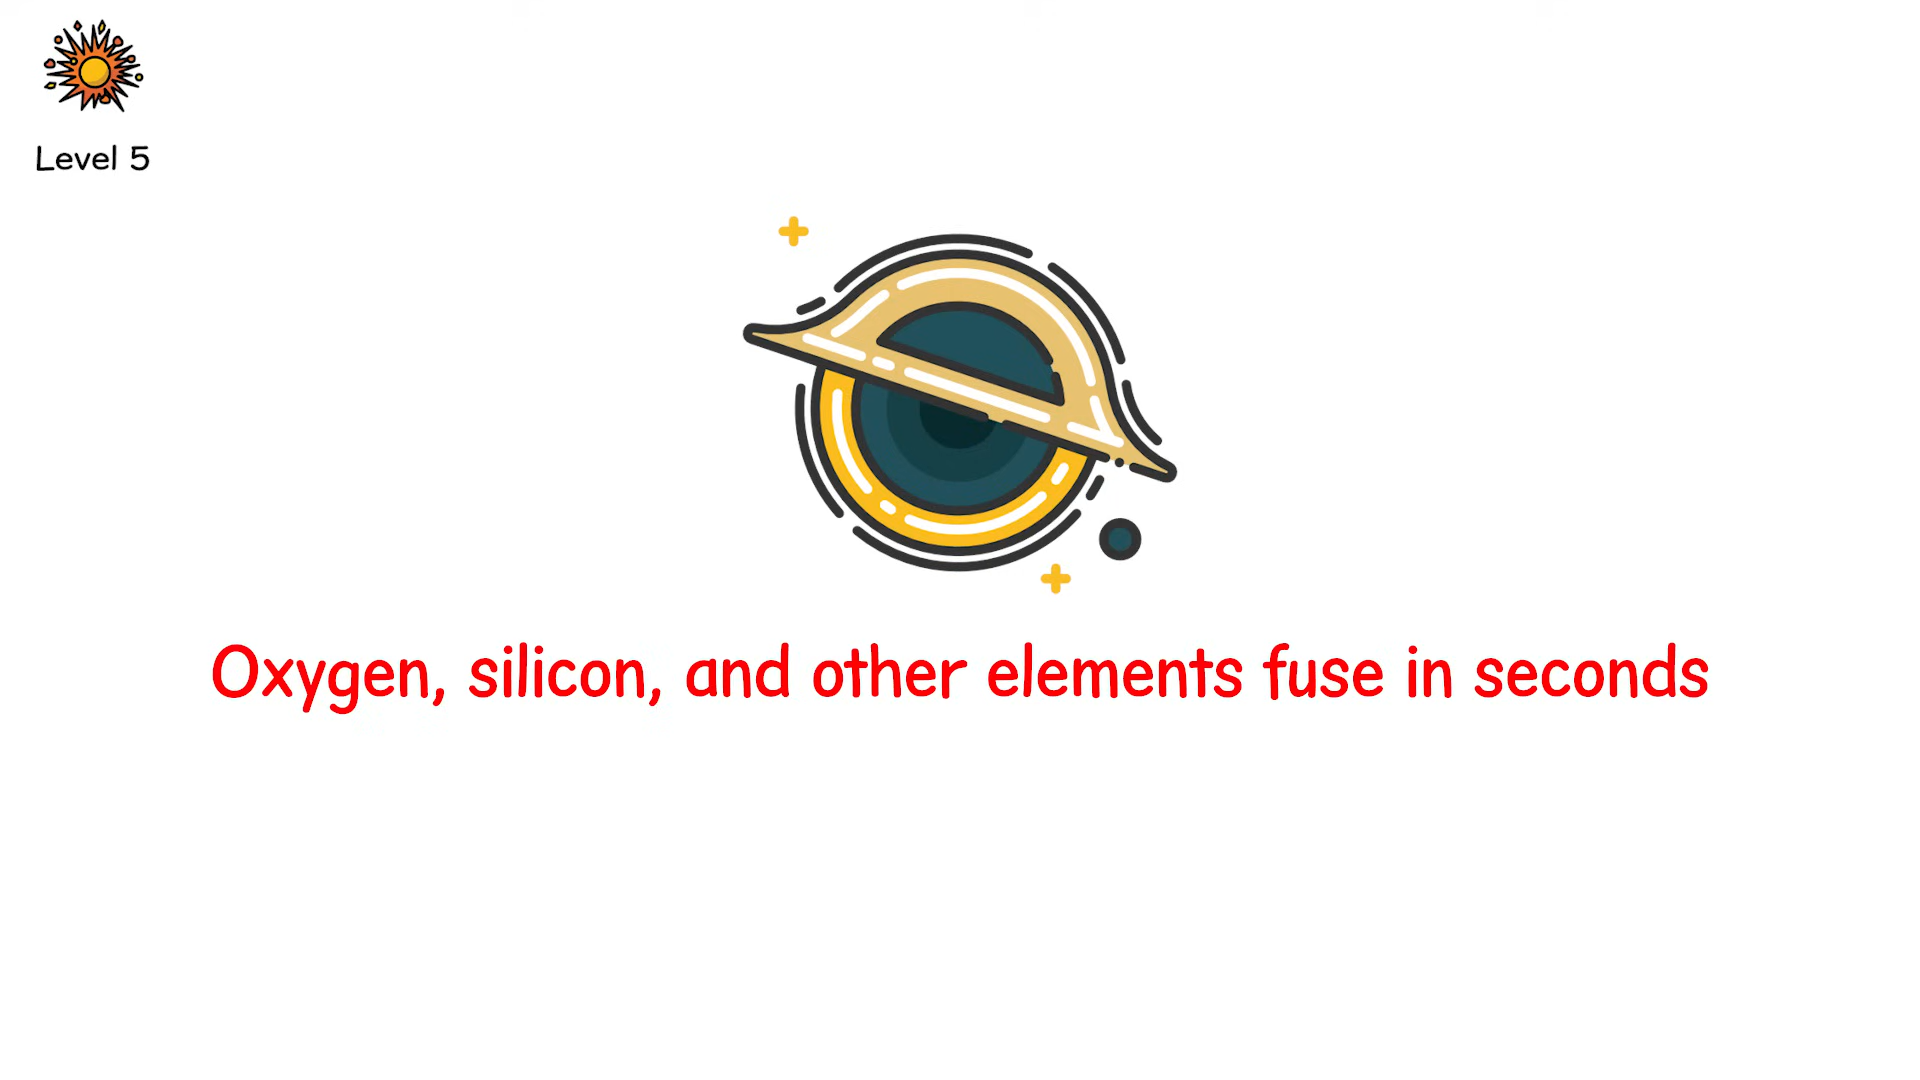 Level 5
Oxygen, silicon, and other elements fuse in seconds